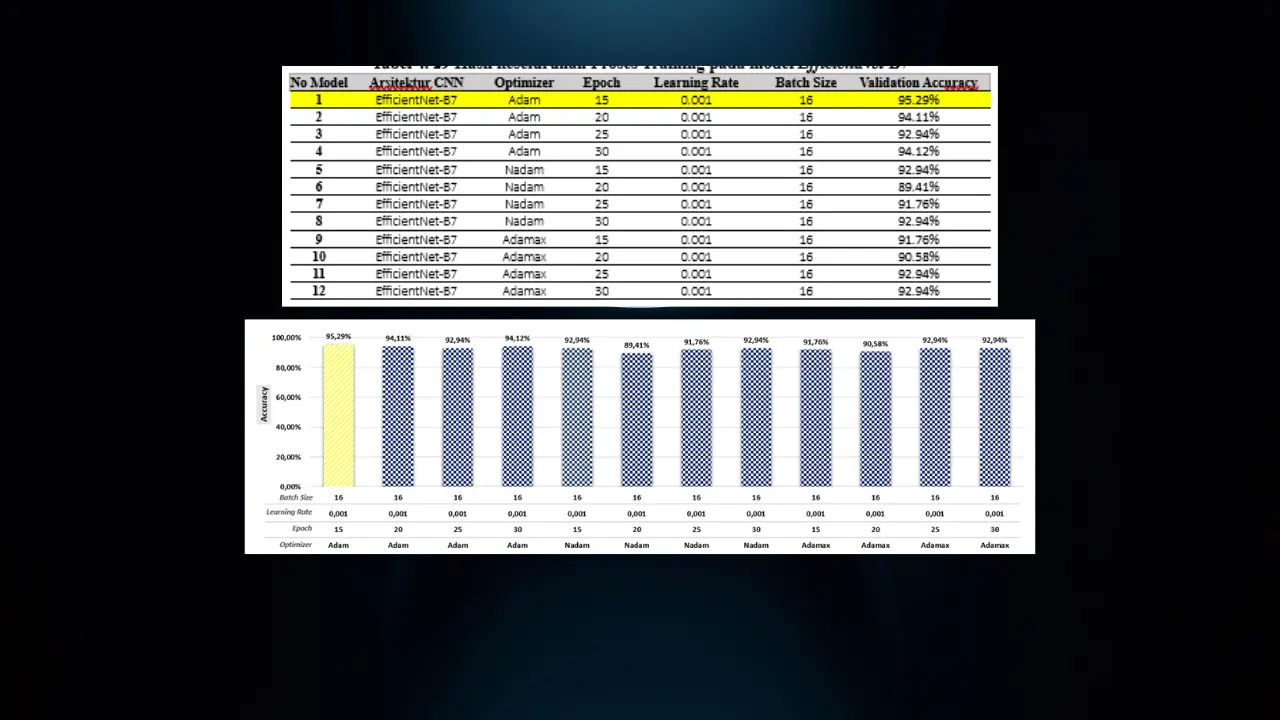 No Model Arsitektur CNN Optimizer Epoch Learning Rate Batch Size Validation Accuracy
1 EfficientNet-B7 Adam 15 0.001 16 95.29%
2 EfficientNet-B7 Adam 20 0.001 16 94.11%
3 EfficientNet-B7 Adam 25 0.001 16 92.94%
4 EfficientNet-B7 Adam 30 0.001 16 94.12%
5 EfficientNet-B7 Nadam 15 0.001 16 92.94%
6 EfficientNet-B7 Nadam 20 0.001 16 89.41%
7 EfficientNet-B7 Nadam 25 0.001 16 91.76%
8 EfficientNet-B7 Nadam 30 0.001 16 92.94%
9 EfficientNet-B7 Adamax 15 0.001 16 91.76%
10 EfficientNet-B7 Adamax 20 0.001 16 90.58%
11 EfficientNet-B7 Adamax 25 0.001 16 92.94%
12 EfficientNet-B7 Adamax 30 0.001 16 92.94%
95,29% 94,11% 92,94% 94,12% 92,94% 89,41% 91,76% 92,94% 91,76% 90,58% 92,94% 92,94%
100,00%
80,00%
60,00%
40,00%
20,00%
0,00%
Accuracy
Batch Size 16 16 16 16 16 16 16 16 16 16 16 16
Learning Rate 0,001 0,001 0,001 0,001 0,001 0,001 0,001 0,001 0,001 0,001 0,001 0,001
Epoch 15 20 25 30 15 20 25 30 15 20 25 30
Optimizer Adam Adam Adam Adam Nadam Nadam Nadam Nadam Adamax Adamax Adamax Adamax